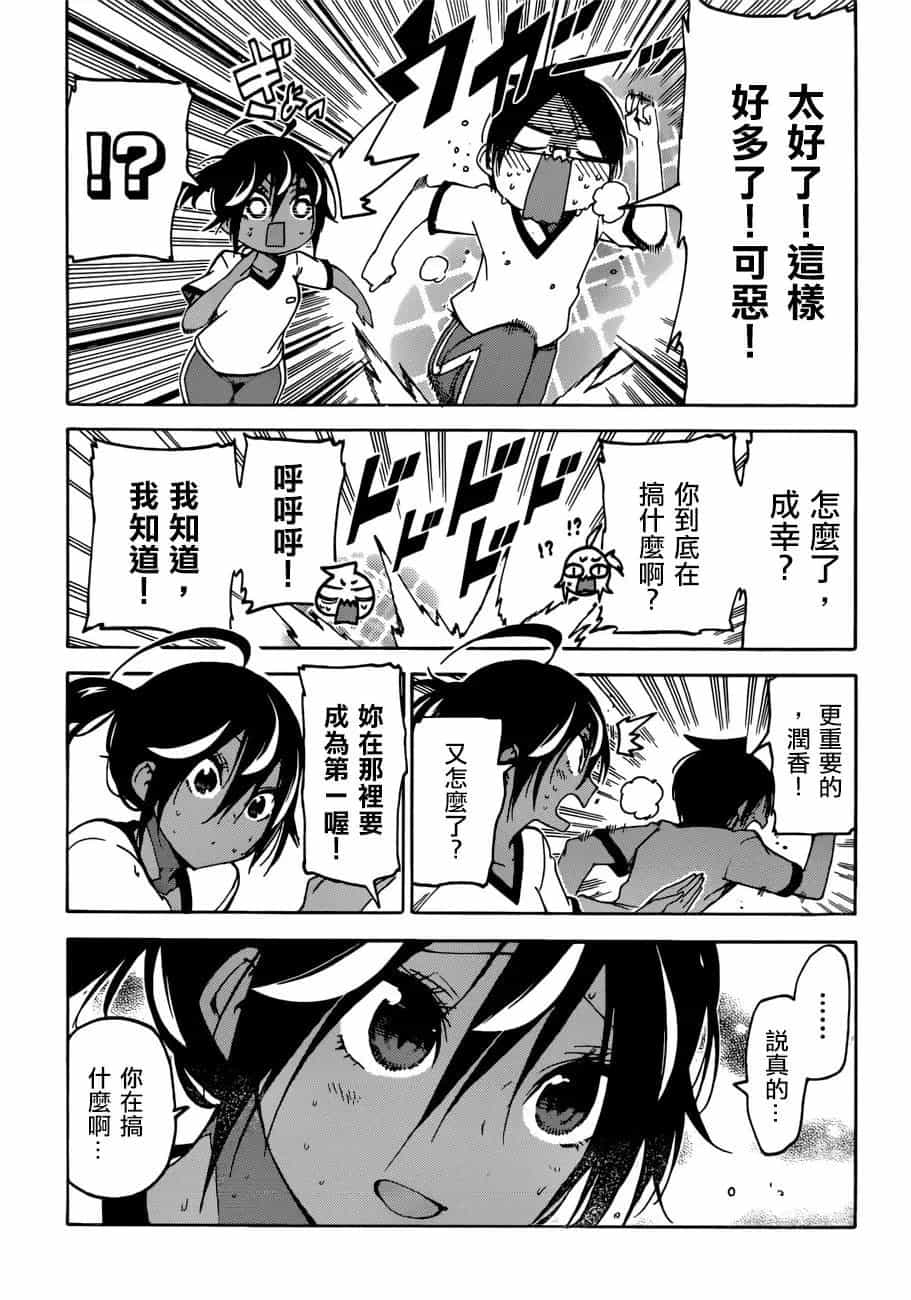 太好了！這樣
好多了！可惡！
ウガーー
ギョッ
!?
怎麼了，
成幸？
你到底在
搞什麼啊？
!?
!?
ドドドド
呼呼呼！
我知道，
我知道！
更重要的
，潤香！
又怎麼了？
妳在那裡要
成為第一喔！
……
說真的…
你在搞
什麼啊…